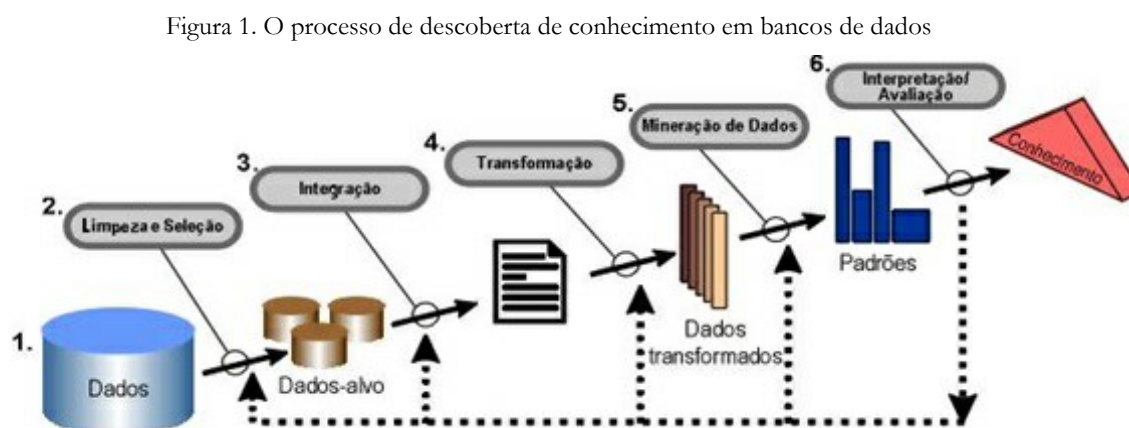 Figura 1. O processo de descoberta de conhecimento em bancos de dados
1.
Dados
2.
Limpeza e Seleção
Dados-alvo
3.
Integração
4.
Transformação
Dados
transformados
5.
Mineração de Dados
Padrões
6.
Interpretação/
Avaliação
Conhecimento